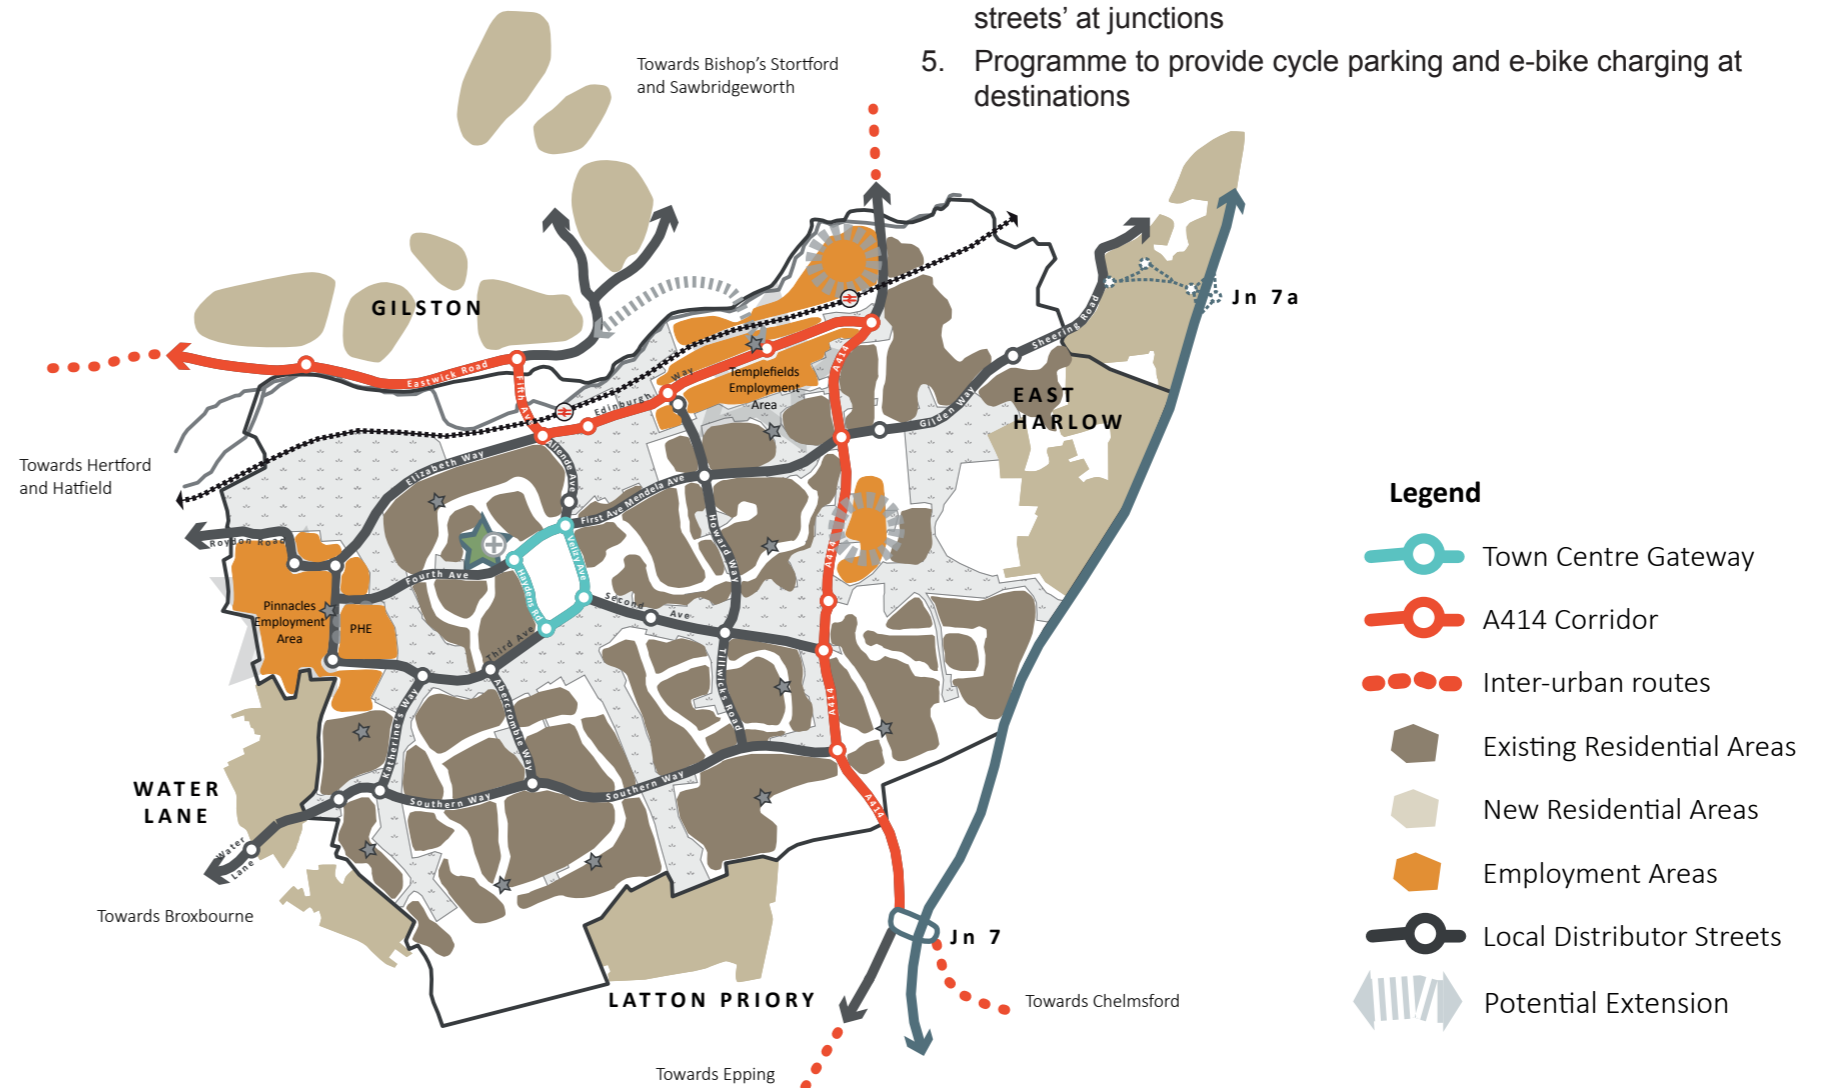 streets’ at junctions
5. Programme to provide cycle parking and e-bike charging at
destinations
Towards Bishop’s Stortford
and Sawbridgeworth
GILSTON
Jn 7a
Eastwick Road
Fifth Ave
Edinburgh Way
Templefields
Employment
Area
A414
Sheering Road
EAST
HARLOW
Gilden Way
Towards Hertford
and Hatfield
Elizabeth Way
Allende Ave
First Ave Mandela Ave
Howard Way
Roydon Road
Fourth Ave
Velizy Ave
Haydens Rd
A414
Second Ave
Pinnacles
Employment
Area
PHE
Third Ave
Tillwicks Road
A414
Abercrombie Way
Katherine's Way
Southern Way
Southern Way
A414
WATER
LANE
Water
Lane
Towards Broxbourne
Jn 7
LATTON PRIORY
Towards Chelmsford
Towards Epping
Legend
Town Centre Gateway
A414 Corridor
Inter-urban routes
Existing Residential Areas
New Residential Areas
Employment Areas
Local Distributor Streets
Potential Extension